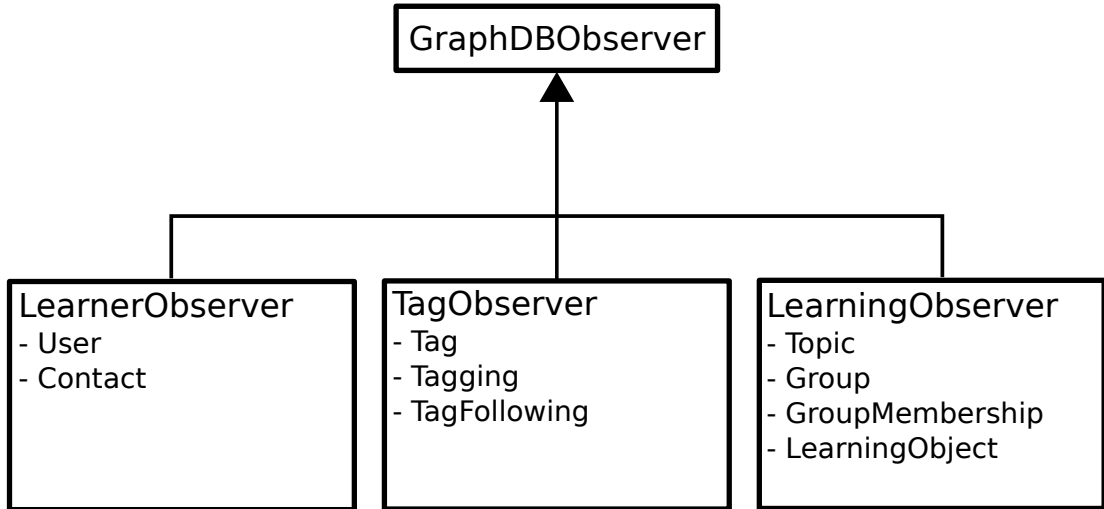 GraphDBObserver
LearnerObserver
- User
- Contact
TagObserver
- Tag
- Tagging
- TagFollowing
LearningObserver
- Topic
- Group
- GroupMembership
- LearningObject